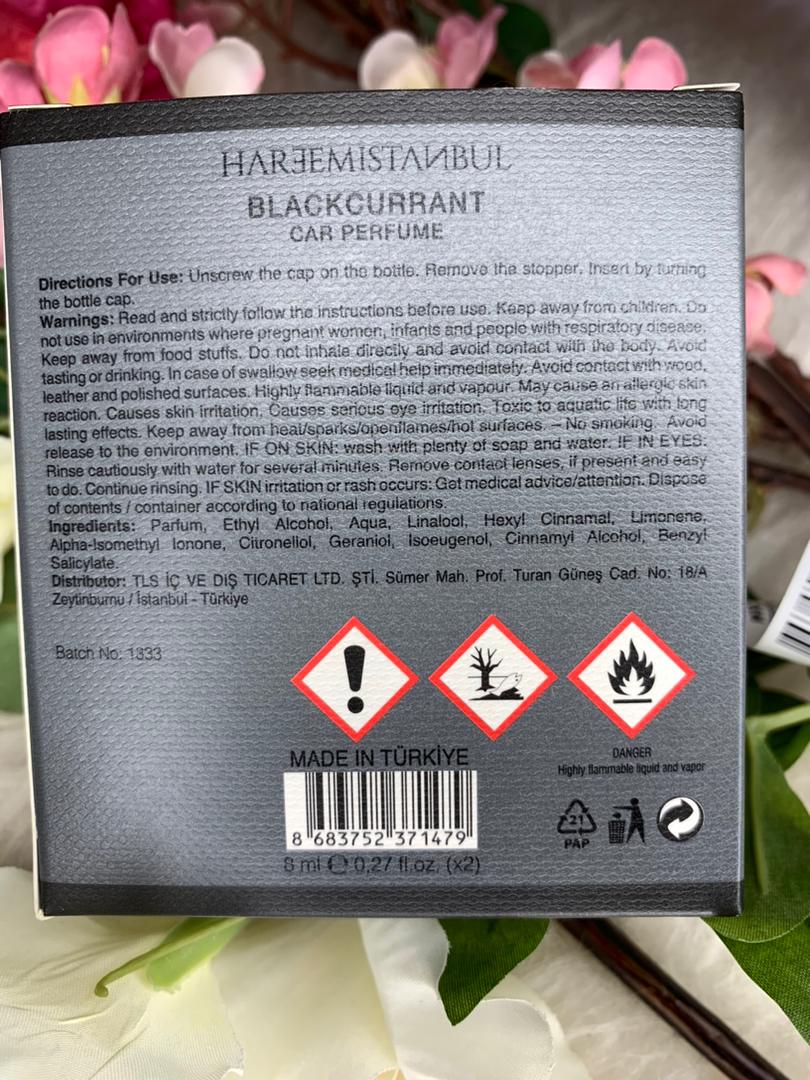 HARƎEMISTAИBUL
BLACKCURRANT
CAR PERFUME
Directions For Use: Unscrew the cap on the bottle. Remove the stopper. Insert by turning
the bottle cap.
Warnings: Read and strictly follow the instructions before use. Keep away from children. Do
not use in environments where pregnant women, infants and people with respiratory disease.
Keep away from food stuffs. Do not inhale directly and avoid contact with the body. Avoid
tasting or drinking. In case of swallow seek medical help immediately. Avoid contact with wood,
leather and polished surfaces. Highly flammable liquid and vapour. May cause an allergic skin
reaction. Causes skin irritation, Causes serious eye irritation. Toxic to aquatic life with long
lasting effects. Keep away from heat/sparks/openflames/hot surfaces. – No smoking. Avoid
release to the environment. IF ON SKIN: wash with plenty of soap and water. IF IN EYES:
Rinse cautiously with water for several minutes. Remove contact lenses, if present and easy
to do. Continue rinsing. IF SKIN irritation or rash occurs: Get medical advice/attention. Dispose
of contents / container according to national regulations.
Ingredients: Parfum, Ethyl Alcohol, Aqua, Linalool, Hexyl Cinnamal, Limonene,
Alpha-Isomethyl Ionone, Citronellol, Geraniol, Isoeugenol, Cinnamyl Alcohol, Benzyl
Salicylate.
Distributor: TLS İÇ VE DIŞ TICARET LTD. ŞTİ. Sümer Mah. Prof. Turan Güneş Cad. No: 18/A
Zeytinburnu / İstanbul - Türkiye
Batch No: 1333
MADE IN TÜRKİYE
DANGER
Highly flammable liquid and vapor
8 683752 371479
21
PAP
8 ml ℮ 0,27 fl.oz. (x2)